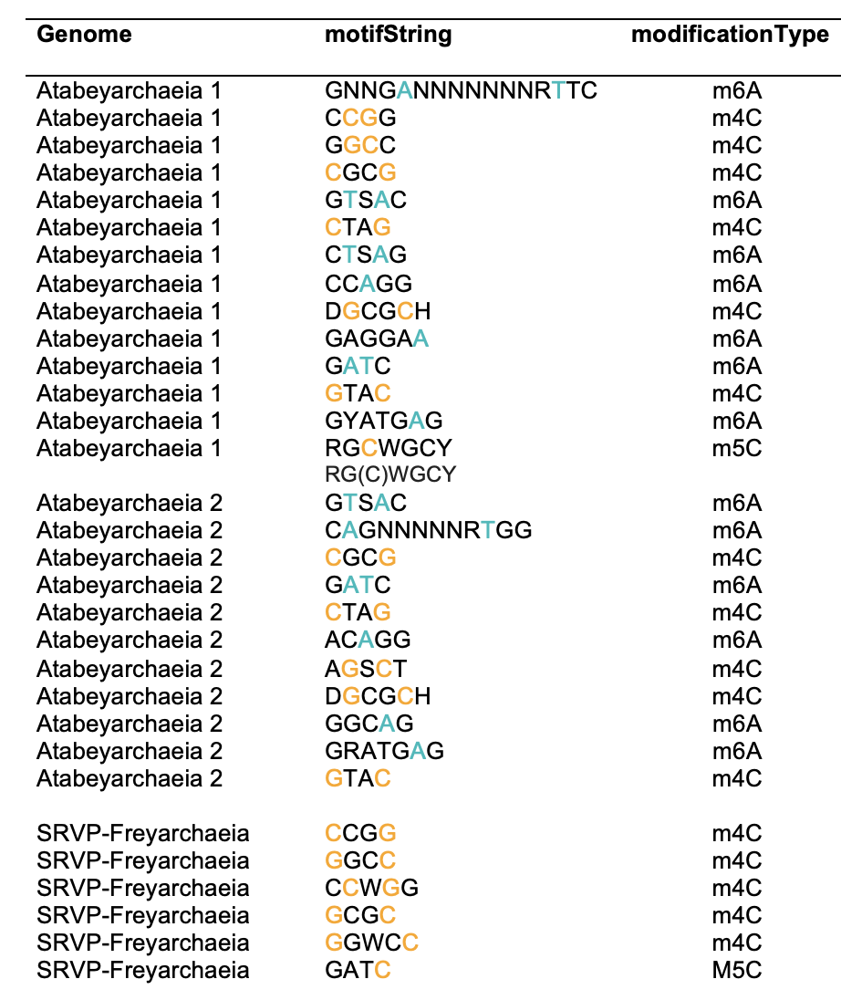 Genome motifString modificationType
Atabeyarchaeia 1 GNNGANNNNNNNRTTC m6A
Atabeyarchaeia 1 CCGG m4C
Atabeyarchaeia 1 GGCC m4C
Atabeyarchaeia 1 CGCG m4C
Atabeyarchaeia 1 GTSAC m6A
Atabeyarchaeia 1 CTAG m4C
Atabeyarchaeia 1 CTSAG m6A
Atabeyarchaeia 1 CCAGG m6A
Atabeyarchaeia 1 DGCGCH m4C
Atabeyarchaeia 1 GAGGAA m6A
Atabeyarchaeia 1 GATC m6A
Atabeyarchaeia 1 GTAC m4C
Atabeyarchaeia 1 GYATGAG m6A
Atabeyarchaeia 1 RGCWGCY m5C
RG(C)WGCY
Atabeyarchaeia 2 GTSAC m6A
Atabeyarchaeia 2 CAGNNNNNRTGG m6A
Atabeyarchaeia 2 CGCG m4C
Atabeyarchaeia 2 GATC m6A
Atabeyarchaeia 2 CTAG m4C
Atabeyarchaeia 2 ACAGG m6A
Atabeyarchaeia 2 AGSCT m4C
Atabeyarchaeia 2 DGCGCH m4C
Atabeyarchaeia 2 GGCAG m6A
Atabeyarchaeia 2 GRATGAG m6A
Atabeyarchaeia 2 GTAC m4C
SRVP-Freyarchaeia CCGG m4C
SRVP-Freyarchaeia GGCC m4C
SRVP-Freyarchaeia CCWGG m4C
SRVP-Freyarchaeia GCGC m4C
SRVP-Freyarchaeia GGWCC m4C
SRVP-Freyarchaeia GATC M5C